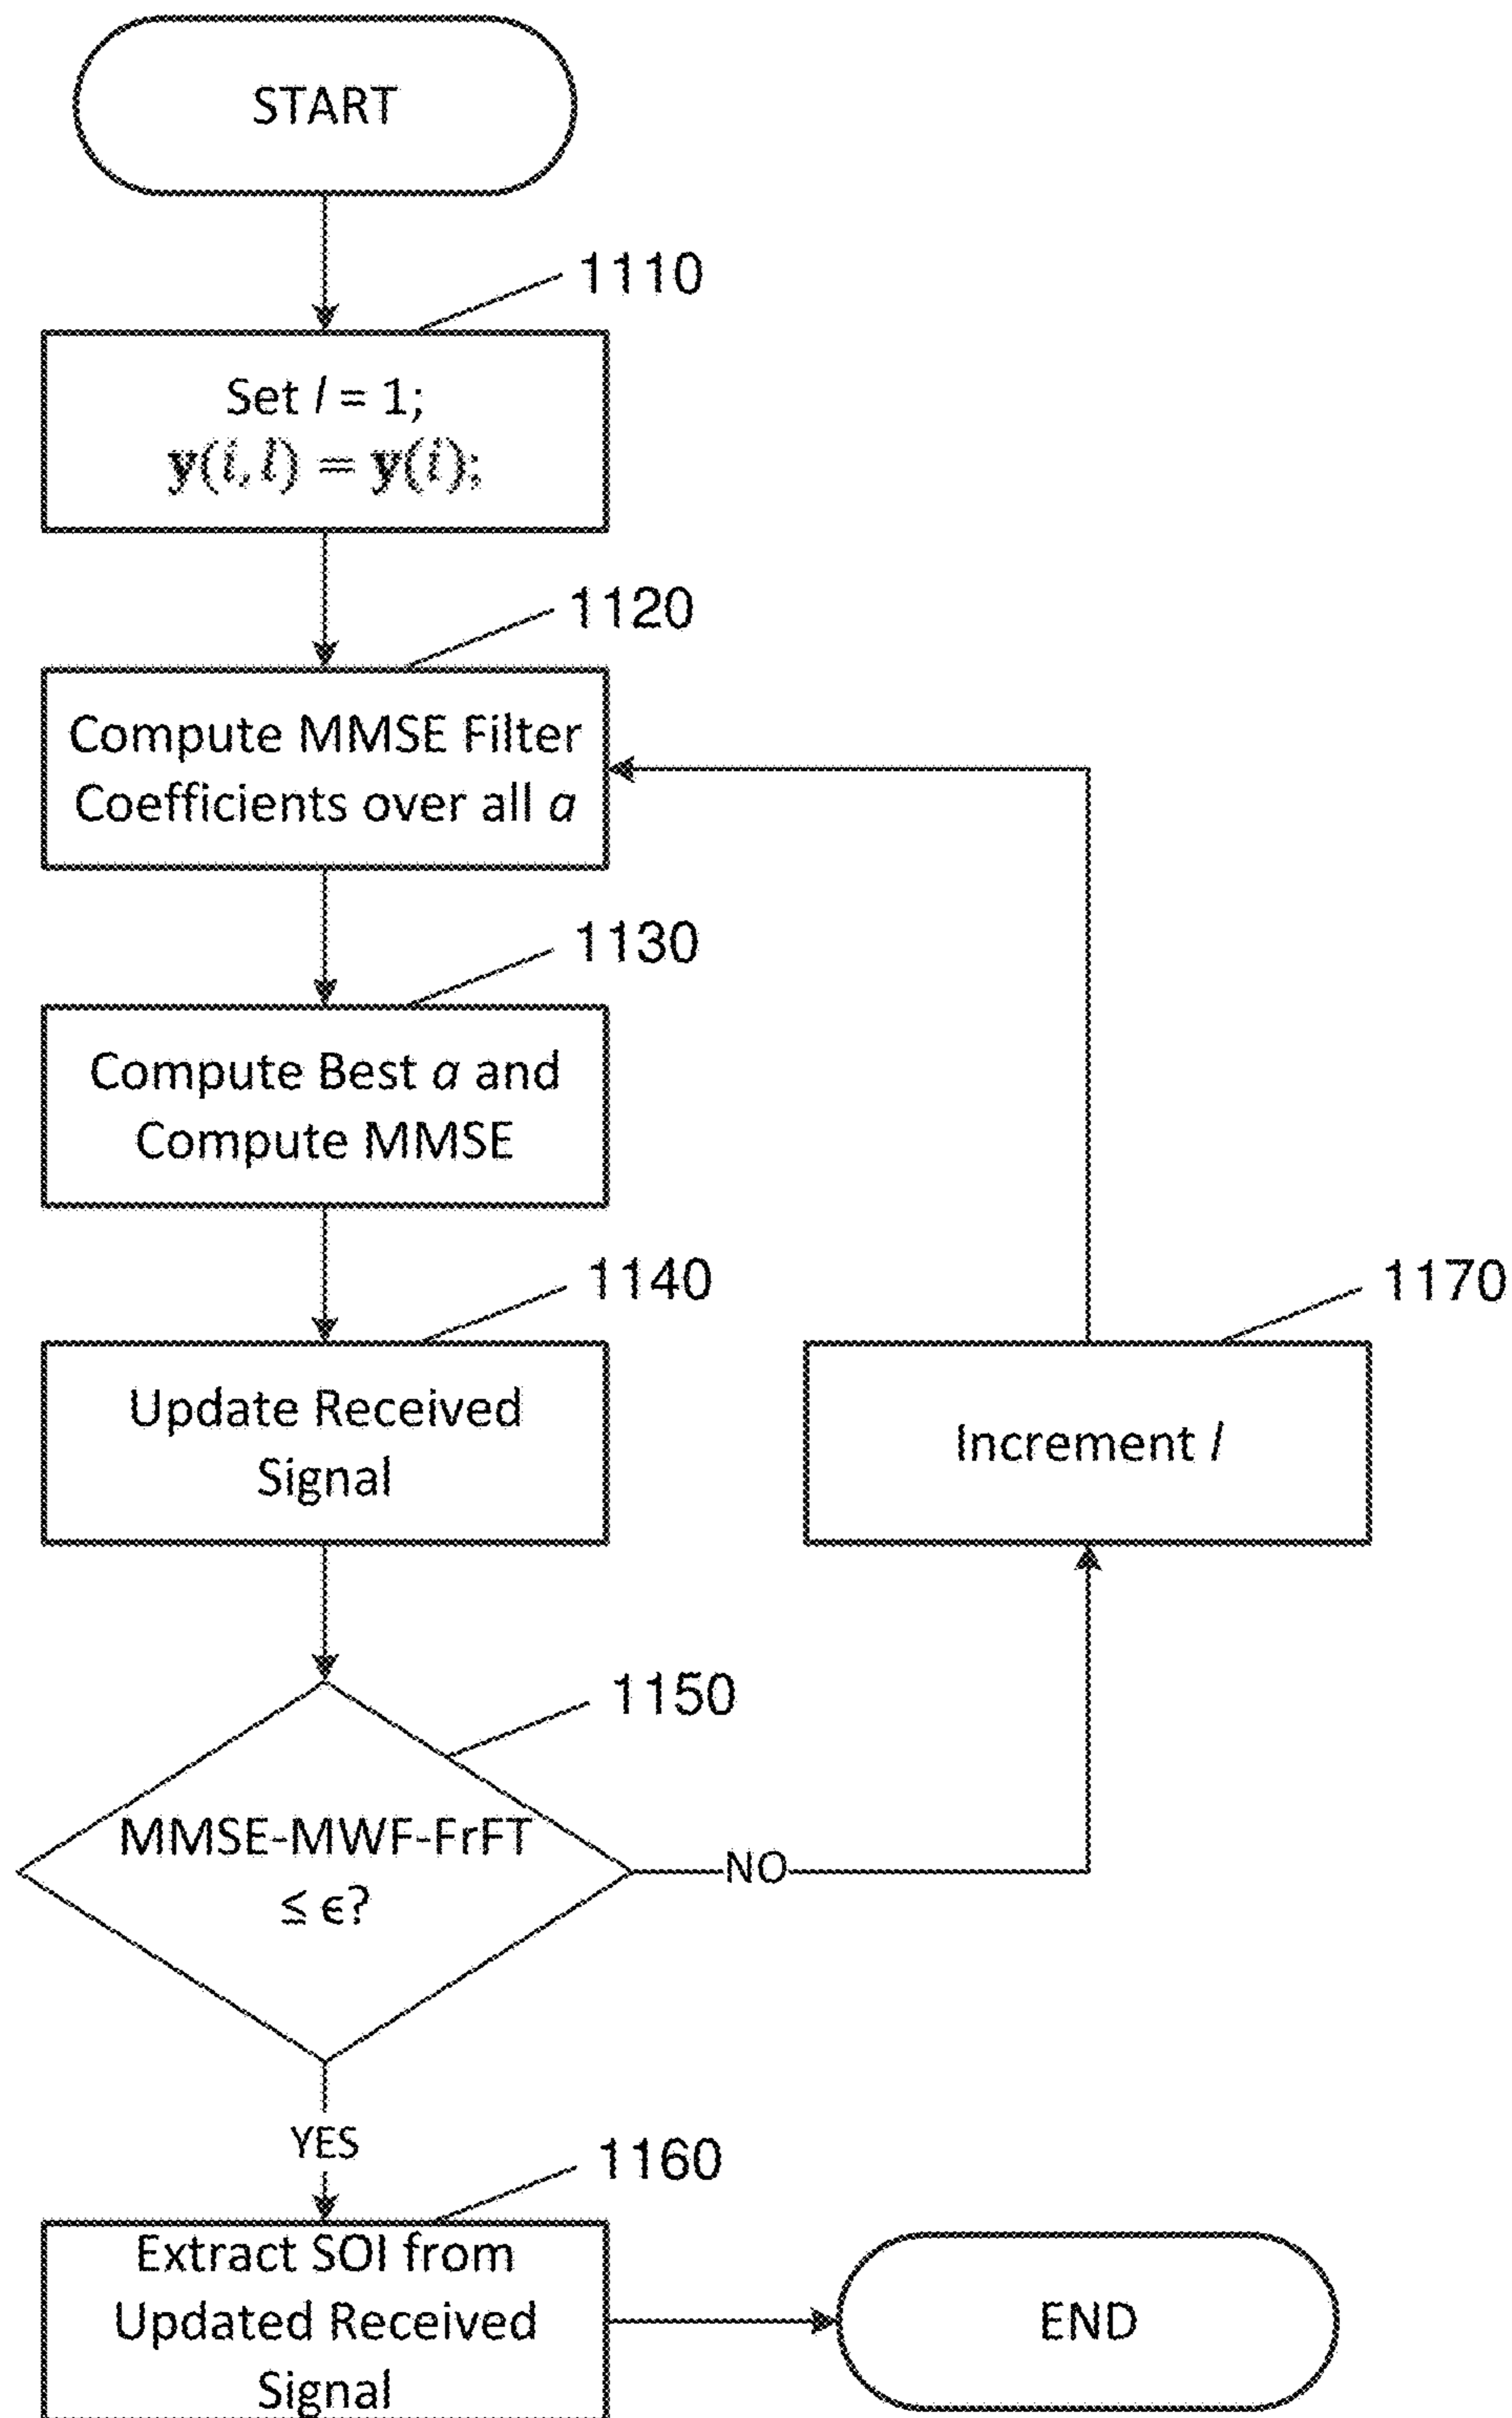 START
1110
Set l = 1;
y(i, l) = y(i);
1120
Compute MMSE Filter
Coefficients over all a
1130
Compute Best a and
Compute MMSE
1140
Update Received
Signal
1170
Increment l
1150
MMSE-MWF-FrFT
≤ ϵ?
NO
YES
1160
Extract SOI from
Updated Received
Signal
END